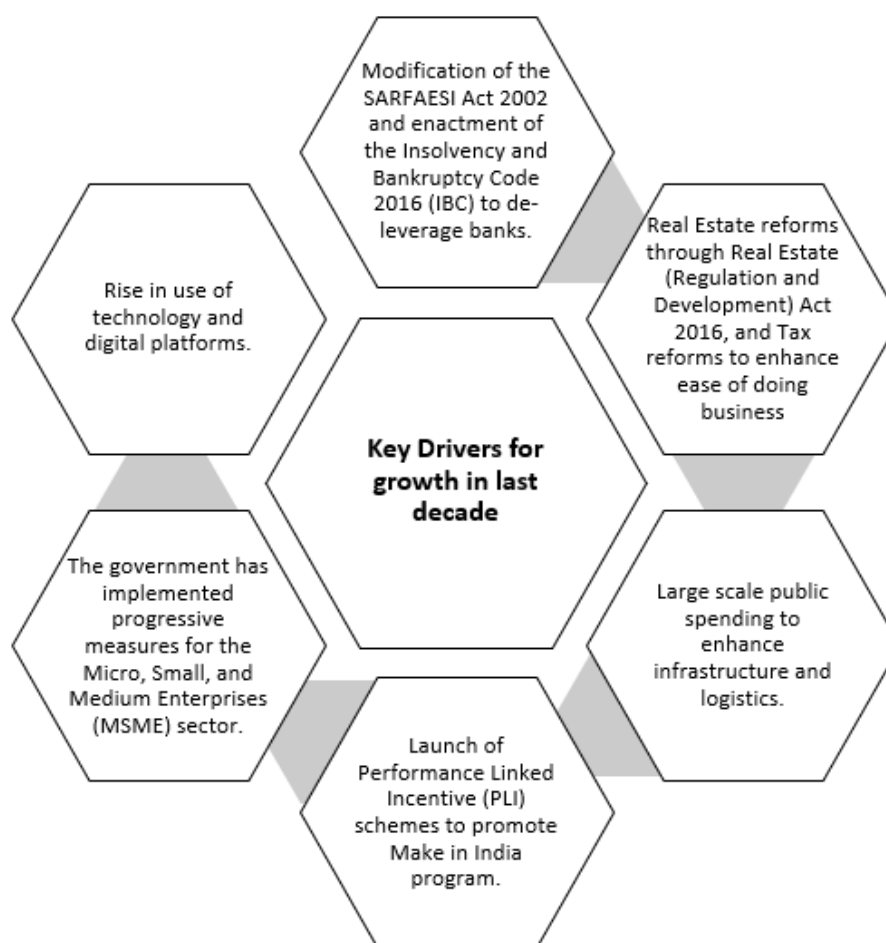 Modification of the
SARFAESI Act 2002
and enactment of
the Insolvency and
Bankruptcy Code
2016 (IBC) to de-
leverage banks.
Real Estate reforms
through Real Estate
(Regulation and
Development) Act
2016, and Tax
reforms to enhance
ease of doing
business
Large scale public
spending to
enhance
infrastructure and
logistics.
Launch of
Performance Linked
Incentive (PLI)
schemes to promote
Make in India
program.
The government has
implemented
progressive
measures for the
Micro, Small, and
Medium Enterprises
(MSME) sector.
Rise in use of
technology and
digital platforms.
Key Drivers for
growth in last
decade